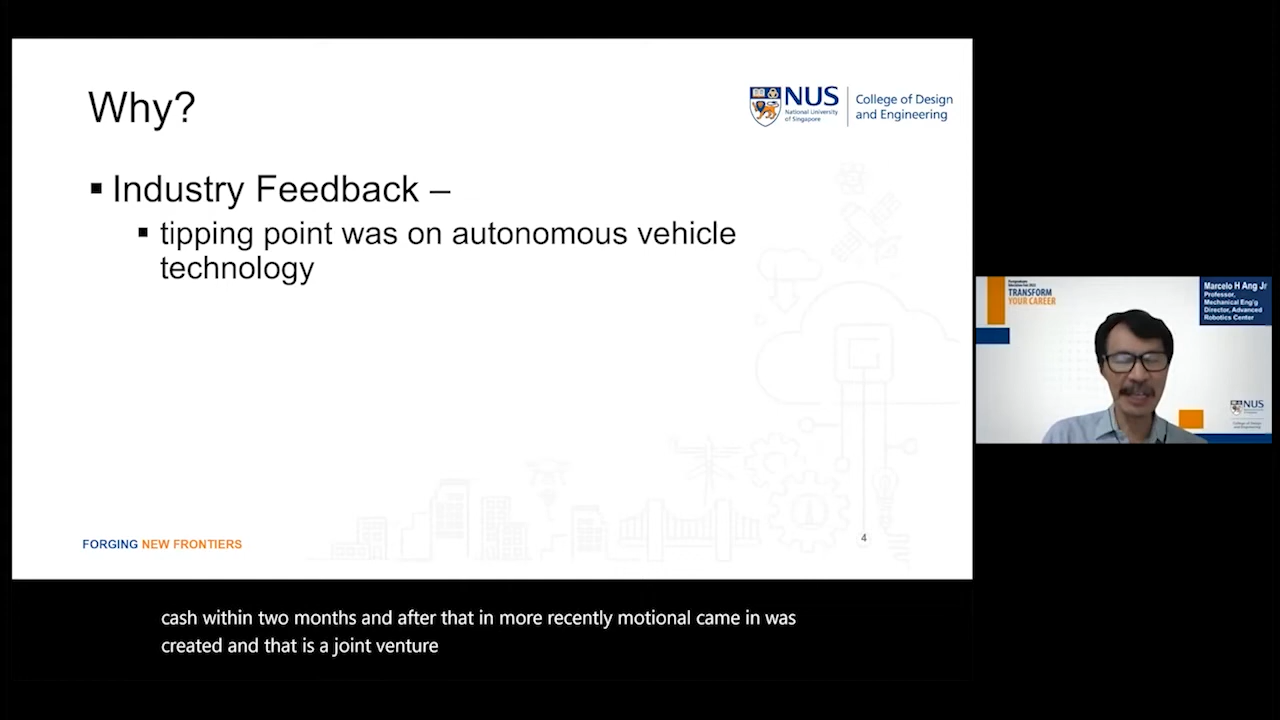 Why?
NUS
National University
of Singapore
College of Design
and Engineering
▪ Industry Feedback –
▪ tipping point was on autonomous vehicle
technology
FORGING NEW FRONTIERS
4
TRANSFORM
YOUR CAREER
Marcelo H Ang Jr
Professor,
Mechanical Eng'g
Director, Advanced
Robotics Center
NUS
cash within two months and after that in more recently motional came in was
created and that is a joint venture